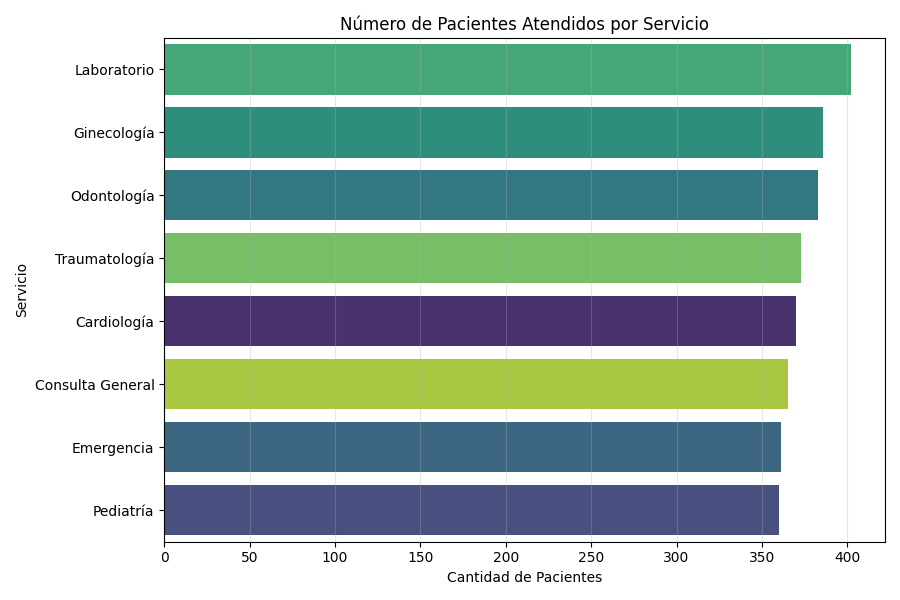 Número de Pacientes Atendidos por Servicio
Servicio
Laboratorio
Ginecología
Odontología
Traumatología
Cardiología
Consulta General
Emergencia
Pediatría
0 50 100 150 200 250 300 350 400
Cantidad de Pacientes